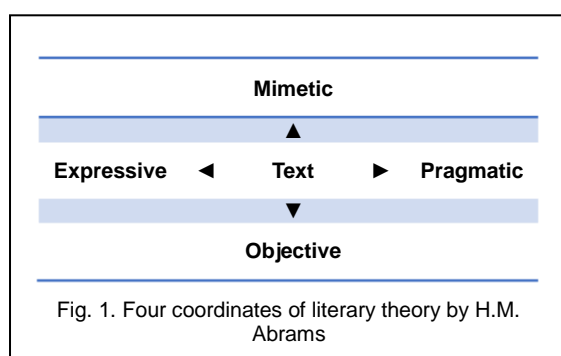 Mimetic
▲
Expressive ◄ Text ► Pragmatic
▼
Objective
Fig. 1. Four coordinates of literary theory by H.M.
Abrams